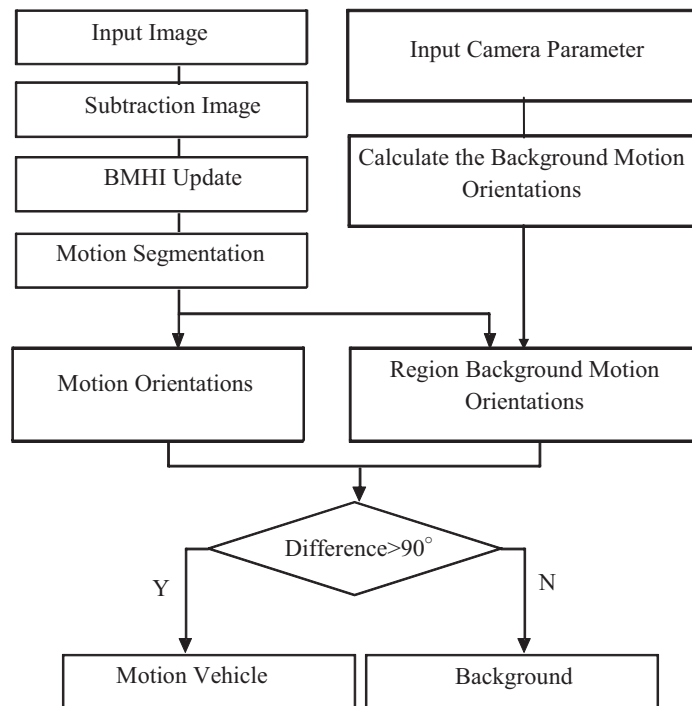 Input Image
Subtraction Image
BMHI Update
Motion Segmentation
Input Camera Parameter
Calculate the Background Motion
Orientations
Motion Orientations
Region Background Motion
Orientations
Difference>90°
Y
N
Motion Vehicle
Background